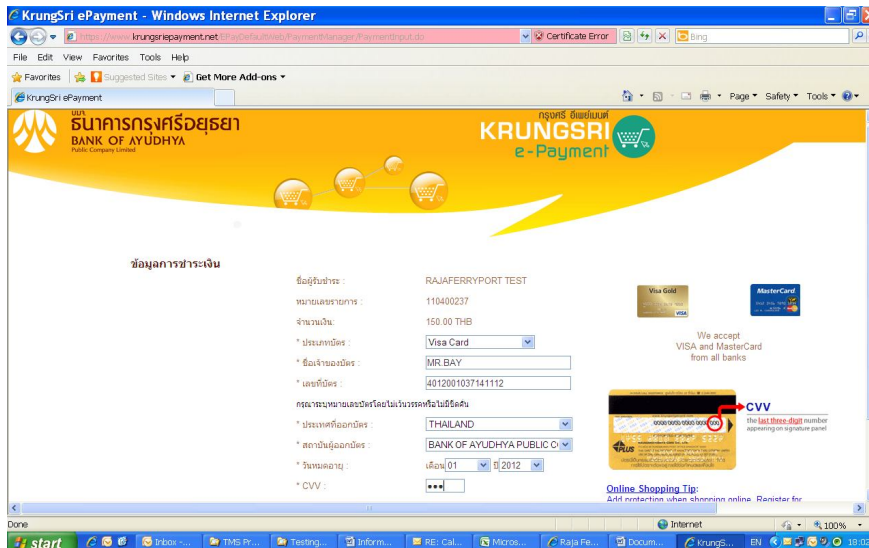 KrungSri ePayment - Windows Internet Explorer
https://www.krungsriepayment.net/EPayDefaultWeb/PaymentManager/PaymentInput.do
Certificate Error
Bing
File Edit View Favorites Tools Help
Favorites Suggested Sites Get More Add-ons
KrungSri ePayment
Page Safety Tools
บมจ
ธนาคารกรุงศรีอยุธยา
BANK OF AYUDHYA
Public Company Limited
กรุงศรี อีเพย์เมนท์
KRUNGSRI
e-Payment
ข้อมูลการชำระเงิน
ชื่อผู้รับชำระ : RAJAFERRYPORT TEST
หมายเลขรายการ : 110400237
จำนวนเงิน: 150.00 THB
* ประเภทบัตร : Visa Card
* ชื่อเจ้าของบัตร : MR.BAY
* เลขที่บัตร : 4012001037141112
กรุณาระบุหมายเลขบัตรโดยไม่เว้นวรรคหรือไม่มีขีดคั่น
* ประเทศที่ออกบัตร : THAILAND
* สถาบันผู้ออกบัตร : BANK OF AYUDHYA PUBLIC C
* วันหมดอายุ : เดือน 01 ปี 2012
* CVV :
Visa Gold
VISA
MasterCard
We accept
VISA and MasterCard
from all banks
0000 0000 0000 0000 000
CVV
the last three-digit number
appearing on signature panel
PLUS
Online Shopping Tip:
Add protection when shopping online. Register for
Done
Internet
100%
start
Inbox -...
TMS Pr...
Testing...
Inform...
RE: Cal...
Micros...
Raja Fe...
Docum...
KrungS...
EN
18:02